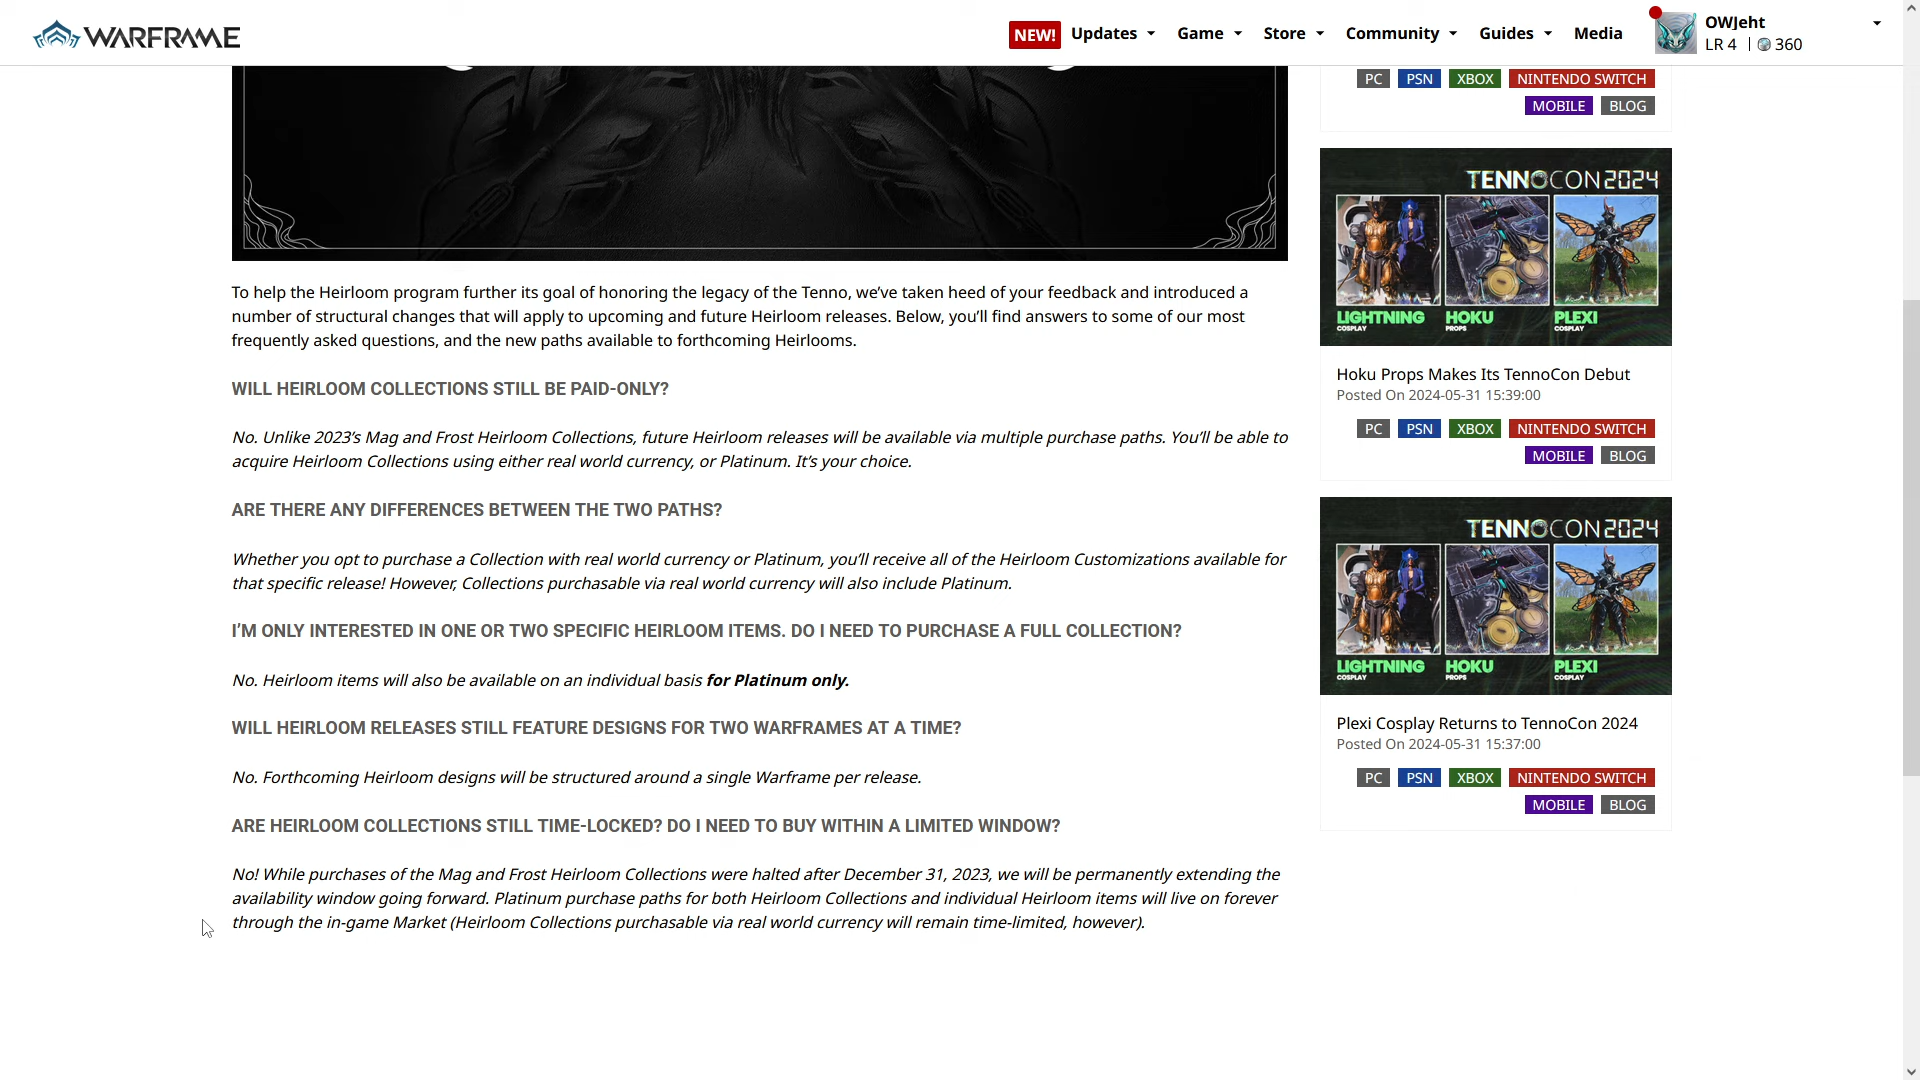 WARFRAME
NEW! Updates Game Store Community Guides Media
OWJeht
LR 4 | 360
To help the Heirloom program further its goal of honoring the legacy of the Tenno, we’ve taken heed of your feedback and introduced a
number of structural changes that will apply to upcoming and future Heirloom releases. Below, you’ll find answers to some of our most
frequently asked questions, and the new paths available to forthcoming Heirlooms.
WILL HEIRLOOM COLLECTIONS STILL BE PAID-ONLY?
No. Unlike 2023’s Mag and Frost Heirloom Collections, future Heirloom releases will be available via multiple purchase paths. You’ll be able to
acquire Heirloom Collections using either real world currency, or Platinum. It’s your choice.
ARE THERE ANY DIFFERENCES BETWEEN THE TWO PATHS?
Whether you opt to purchase a Collection with real world currency or Platinum, you’ll receive all of the Heirloom Customizations available for
that specific release! However, Collections purchasable via real world currency will also include Platinum.
I’M ONLY INTERESTED IN ONE OR TWO SPECIFIC HEIRLOOM ITEMS. DO I NEED TO PURCHASE A FULL COLLECTION?
No. Heirloom items will also be available on an individual basis for Platinum only.
WILL HEIRLOOM RELEASES STILL FEATURE DESIGNS FOR TWO WARFRAMES AT A TIME?
No. Forthcoming Heirloom designs will be structured around a single Warframe per release.
ARE HEIRLOOM COLLECTIONS STILL TIME-LOCKED? DO I NEED TO BUY WITHIN A LIMITED WINDOW?
No! While purchases of the Mag and Frost Heirloom Collections were halted after December 31, 2023, we will be permanently extending the
availability window going forward. Platinum purchase paths for both Heirloom Collections and individual Heirloom items will live on forever
through the in-game Market (Heirloom Collections purchasable via real world currency will remain time-limited, however).
PC PSN XBOX NINTENDO SWITCH
MOBILE BLOG
TENNOCON 2024
LIGHTNING HOKU PLEXI
COSPLAY PROPS COSPLAY
Hoku Props Makes Its TennoCon Debut
Posted On 2024-05-31 15:39:00
PC PSN XBOX NINTENDO SWITCH
MOBILE BLOG
TENNOCON 2024
LIGHTNING HOKU PLEXI
COSPLAY PROPS COSPLAY
Plexi Cosplay Returns to TennoCon 2024
Posted On 2024-05-31 15:37:00
PC PSN XBOX NINTENDO SWITCH
MOBILE BLOG